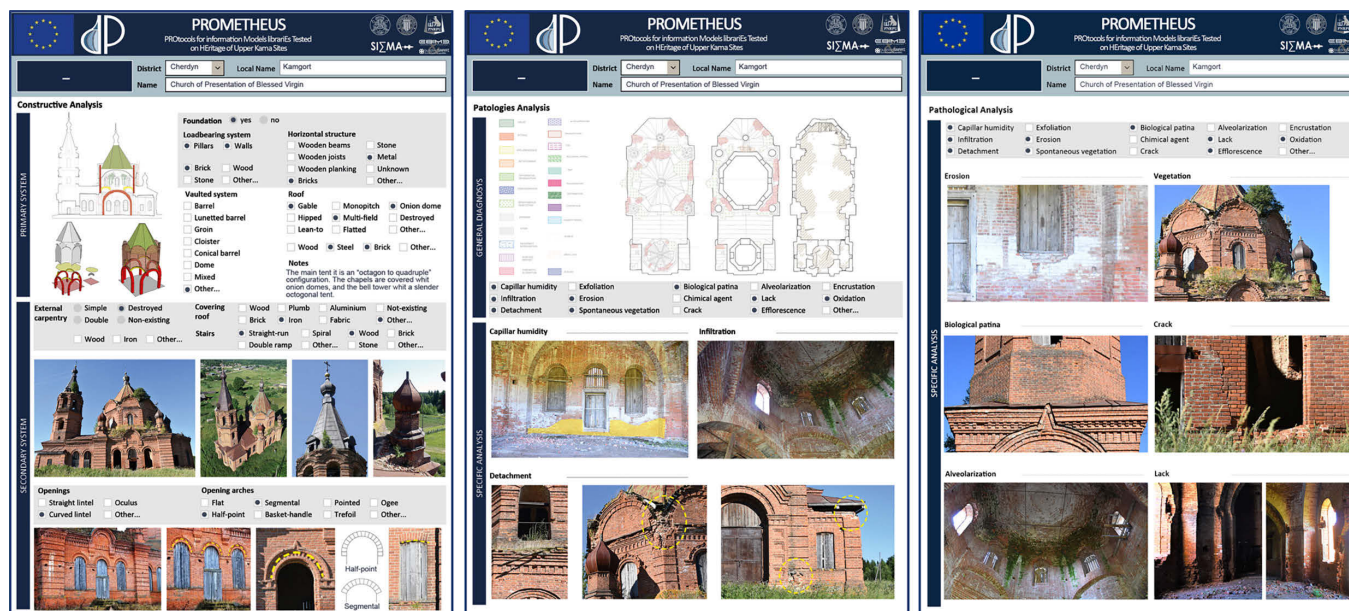 PROMETHEUS
PROtocols for information Models librariEs Tested
on HEritage of Upper Kama Sites
SIΣMA
–
District
Cherdyn
Local Name
Kamgort
Name
Church of Presentation of Blessed Virgin
Constructive Analysis
PRIMARY SYSTEM
Foundation yes no
Loadbearing system
Pillars Walls
Brick Wood
Stone Other...
Horizontal structure
Wooden beams Stone
Wooden joists Metal
Wooden planking Unknown
Bricks Other...
Vaulted system
Barrel
Lunetted barrel
Groin
Cloister
Conical barrel
Dome
Mixed
Other...
Roof
Gable Monopitch Onion dome
Hipped Multi-field Destroyed
Lean-to Flatted Other...
Wood Steel Brick Other...
Notes
The main tent it is an "octagon to quadruple"
configuration. The chapels are covered whit
onion domes, and the bell tower whit a slender
octogonal tent.
SECONDARY SYSTEM
External
carpentry
Simple Destroyed
Double Non-existing
Wood Iron Other...
Covering
roof
Wood Plumb Aluminium Not-existing
Brick Iron Fabric Other...
Stairs
Straight-run Spiral Wood Brick
Double ramp Other... Stone Other...
Openings
Straight lintel Oculus
Curved lintel Other...
Opening arches
Flat Segmental Pointed Ogee
Half-point Basket-handle Trefoil Other...
Half-point
Segmental
PROMETHEUS
PROtocols for information Models librariEs Tested
on HEritage of Upper Kama Sites
SIΣMA
–
District
Cherdyn
Local Name
Kamgort
Name
Church of Presentation of Blessed Virgin
Patologies Analysis
GENERAL DIAGNOSYS
Capillar humidity Exfoliation Biological patina Alveolarization Encrustation
Infiltration Erosion Chimical agent Lack Oxidation
Detachment Spontaneous vegetation Crack Efflorescence Other...
SPECIFIC ANALYSIS
Capillar humidity
Infiltration
Detachment
PROMETHEUS
PROtocols for information Models librariEs Tested
on HEritage of Upper Kama Sites
SIΣMA
–
District
Cherdyn
Local Name
Kamgort
Name
Church of Presentation of Blessed Virgin
Pathological Analysis
SPECIFIC ANALYSIS
Capillar humidity Exfoliation Biological patina Alveolarization Encrustation
Infiltration Erosion Chimical agent Lack Oxidation
Detachment Spontaneous vegetation Crack Efflorescence Other...
Erosion
Vegetation
Biological patina
Crack
Alveolarization
Lack